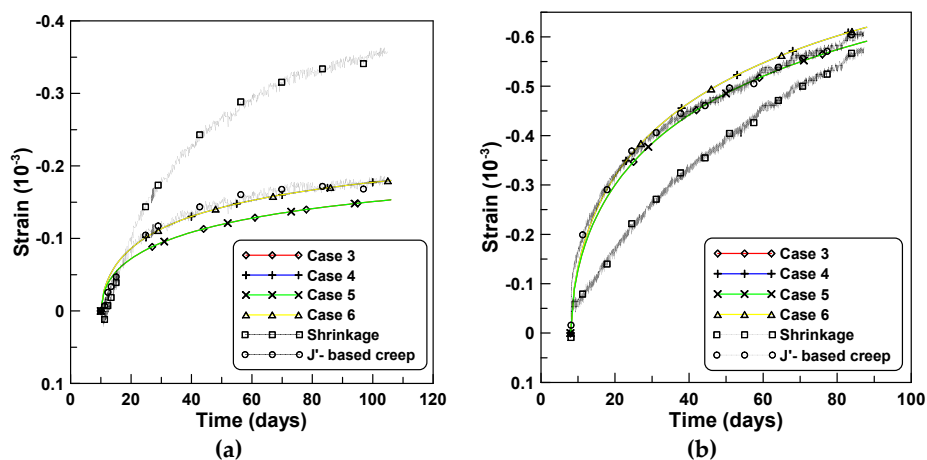 -0.4
-0.3
-0.2
-0.1
0
0.1
Strain (10⁻³)
0 20 40 60 80 100 120
Time (days)
Case 3
Case 4
Case 5
Case 6
Shrinkage
J'- based creep
(a)
-0.6
-0.5
-0.4
-0.3
-0.2
-0.1
0
0.1
Strain (10⁻³)
0 20 40 60 80 100
Time (days)
Case 3
Case 4
Case 5
Case 6
Shrinkage
J'- based creep
(b)